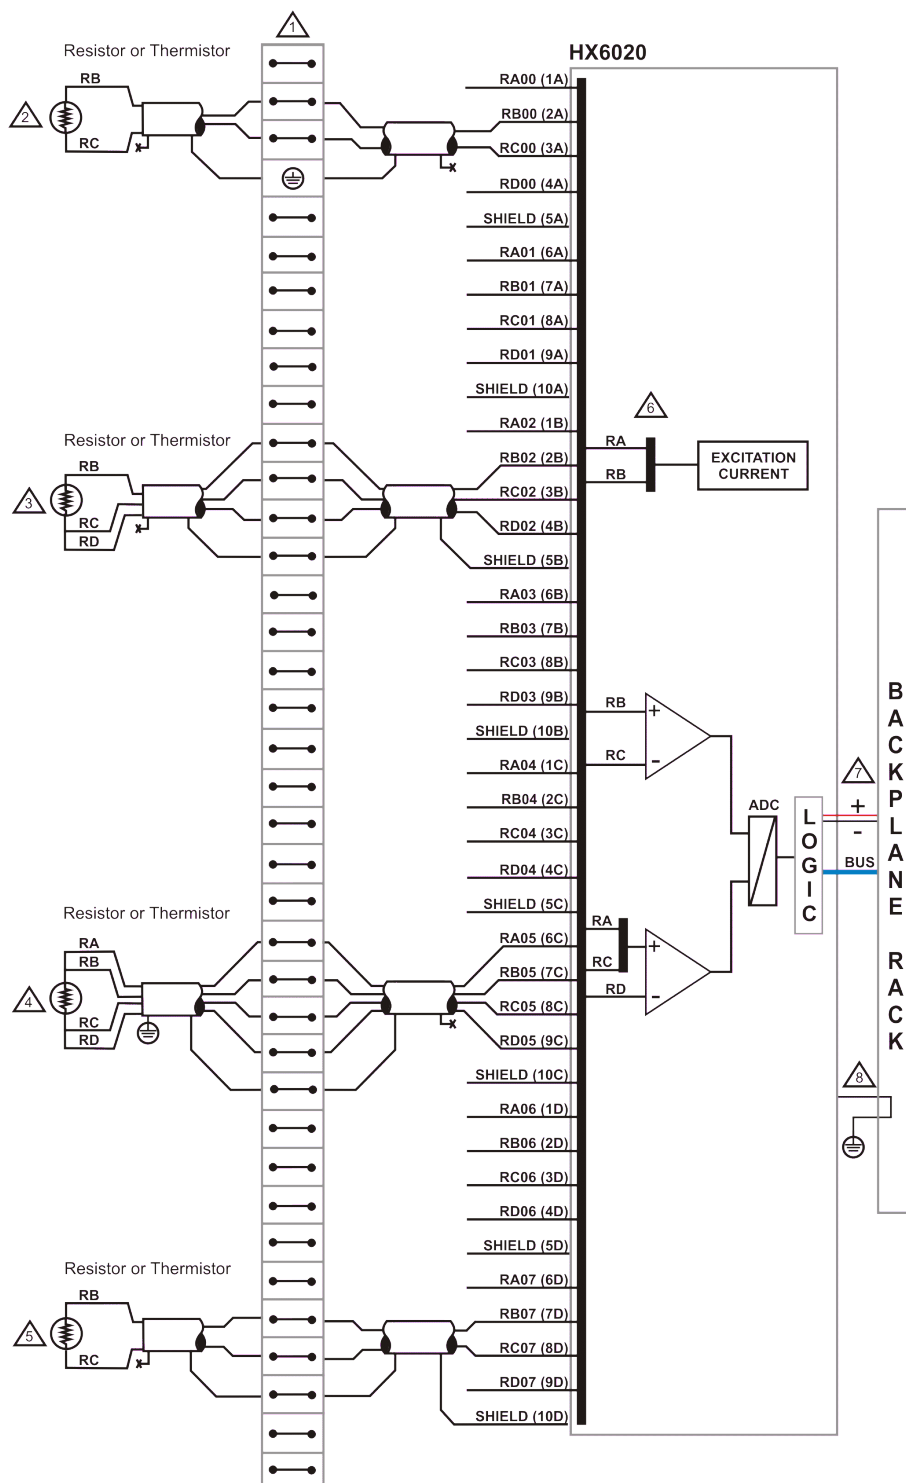 1
Resistor or Thermistor
HX6020
RB
2
RC
RA00 (1A)
RB00 (2A)
RC00 (3A)
RD00 (4A)
SHIELD (5A)
RA01 (6A)
RB01 (7A)
RC01 (8A)
RD01 (9A)
SHIELD (10A)
RA02 (1B)
RB02 (2B)
RC02 (3B)
RD02 (4B)
SHIELD (5B)
RA03 (6B)
RB03 (7B)
RC03 (8B)
RD03 (9B)
SHIELD (10B)
RA04 (1C)
RB04 (2C)
RC04 (3C)
RD04 (4C)
SHIELD (5C)
RA05 (6C)
RB05 (7C)
RC05 (8C)
RD05 (9C)
SHIELD (10C)
RA06 (1D)
RB06 (2D)
RC06 (3D)
RD06 (4D)
SHIELD (5D)
RA07 (6D)
RB07 (7D)
RC07 (8D)
RD07 (9D)
SHIELD (10D)
Resistor or Thermistor
RB
3
RC
RD
Resistor or Thermistor
RA
RB
4
RC
RD
Resistor or Thermistor
RB
5
RC
6
RA
RB
EXCITATION
CURRENT
RB
+
RC
-
RA
RC
+
RD
-
ADC
LOGIC
7
+
-
BUS
8
BACKPLANE RACK